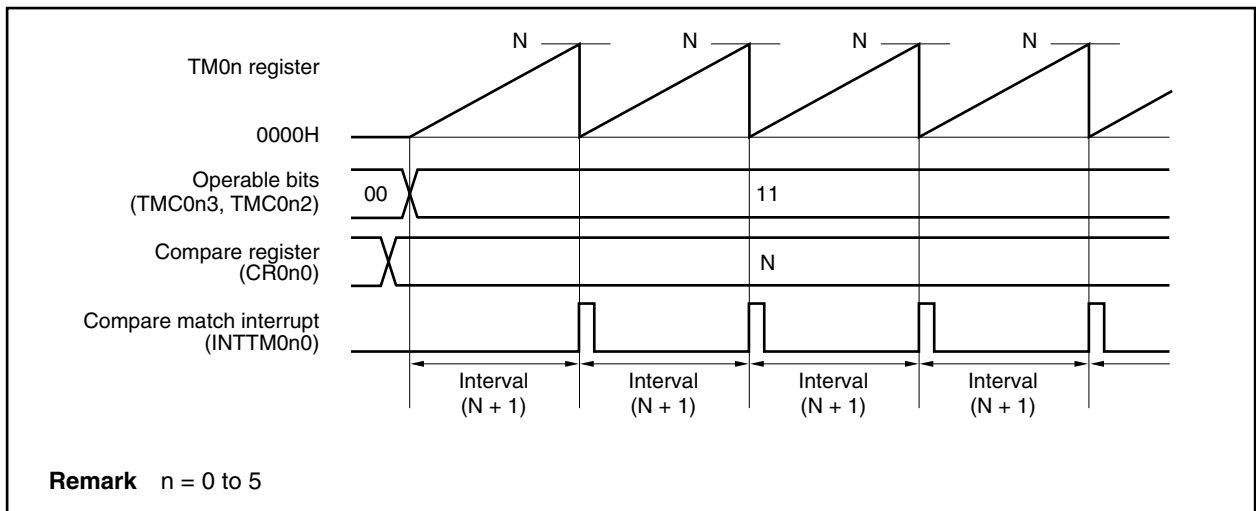 N N N N
TM0n register
0000H
Operable bits
(TMC0n3, TMC0n2)
00 11
Compare register
(CR0n0)
N
Compare match interrupt
(INTTM0n0)
Interval Interval Interval Interval
(N + 1) (N + 1) (N + 1) (N + 1)
Remark n = 0 to 5